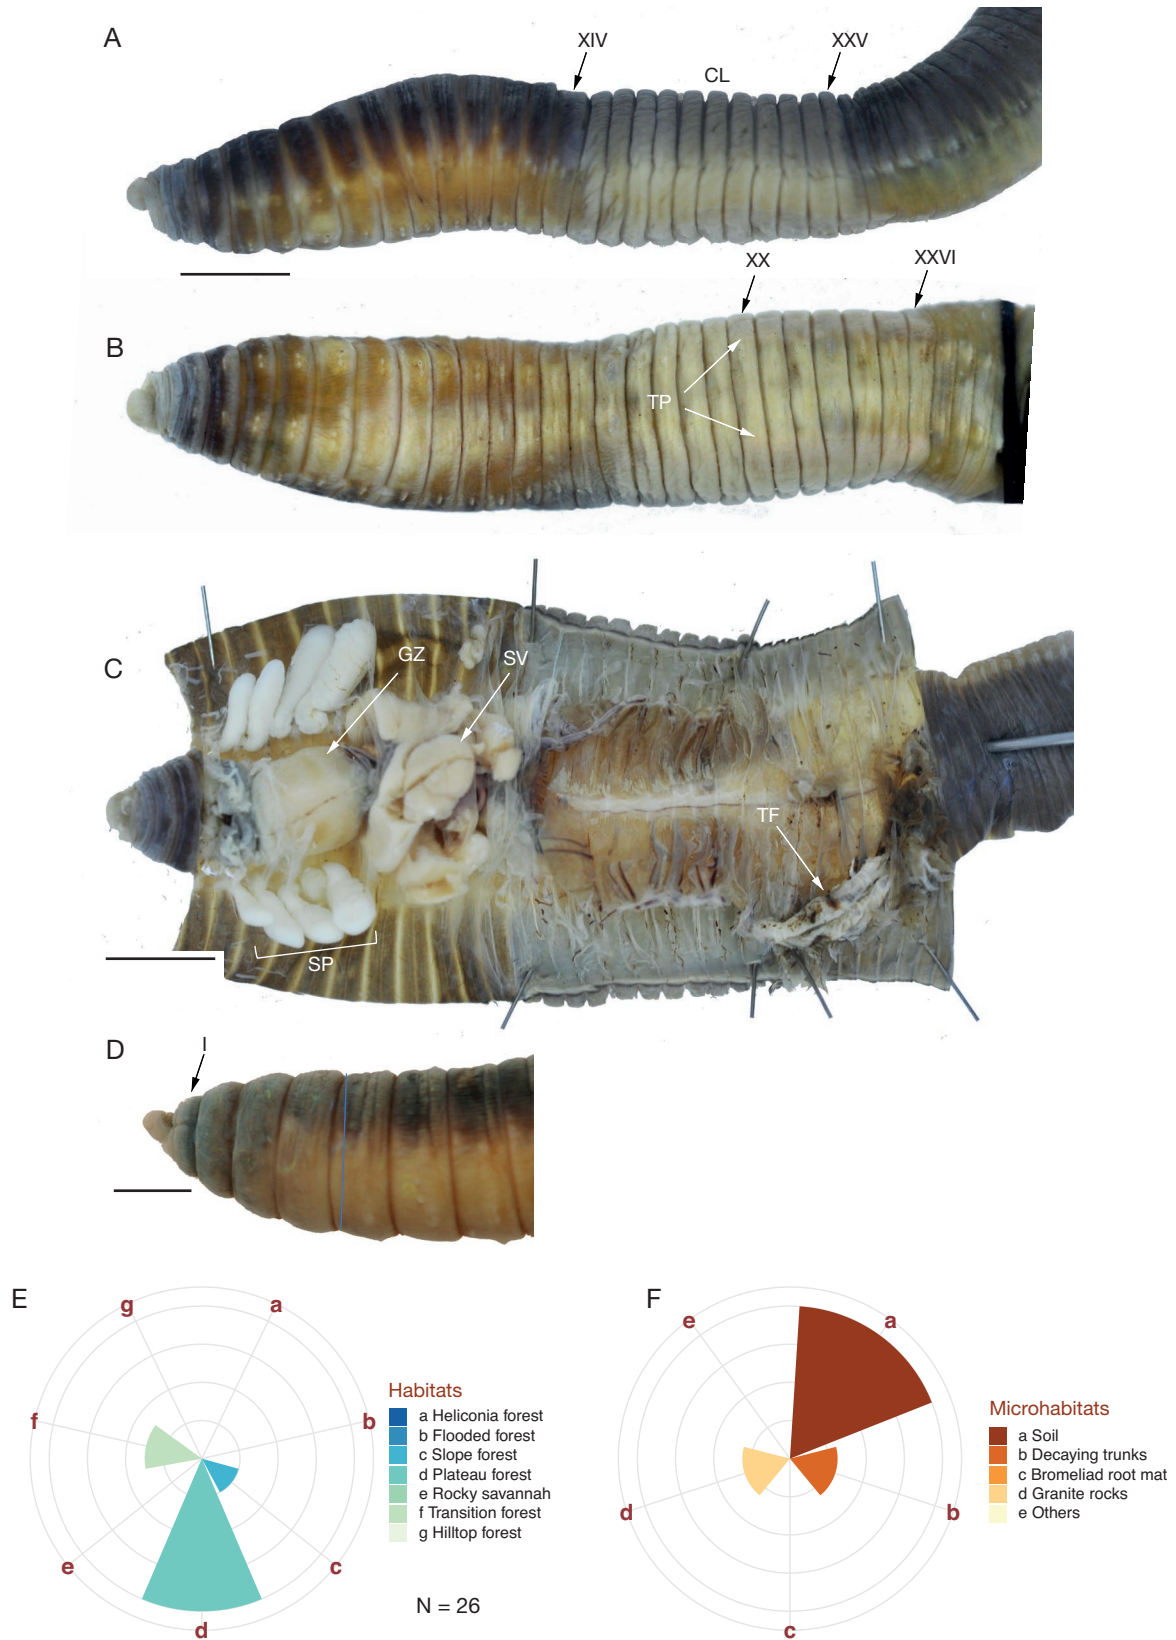 A
XIV
XXV
CL
XX
XXVI
B
TP
C
GZ
SV
TF
SP
D
I
E
g
a
f
b
e
c
d
Habitats
a Heliconia forest
b Flooded forest
c Slope forest
d Plateau forest
e Rocky savannah
f Transition forest
g Hilltop forest
N = 26
F
e
a
d
b
c
Microhabitats
a Soil
b Decaying trunks
c Bromeliad root mat
d Granite rocks
e Others